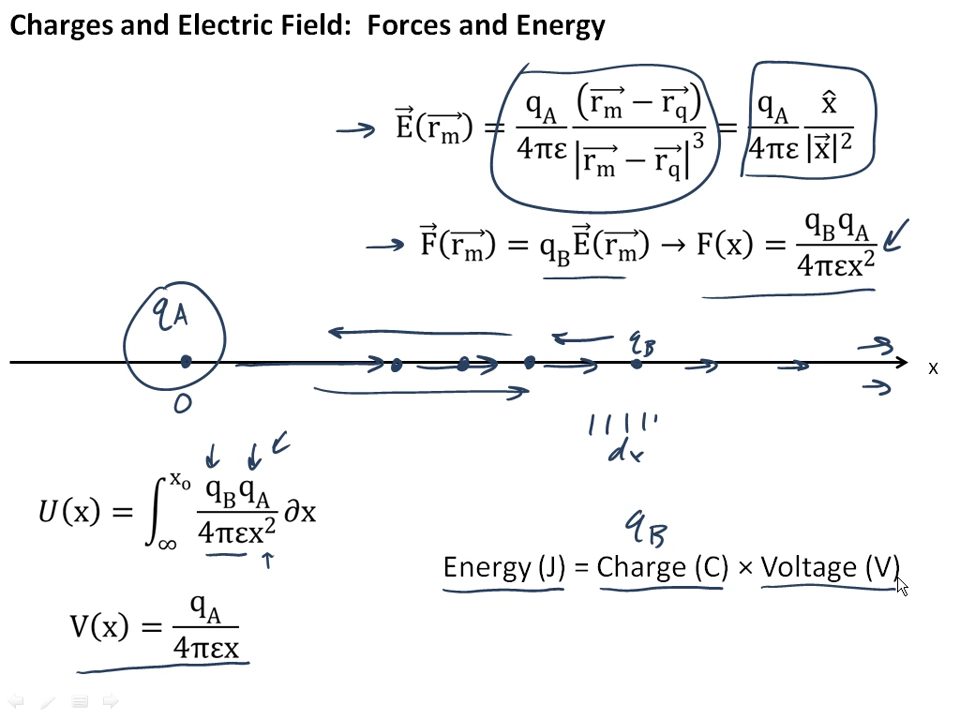 Charges and Electric Field: Forces and Energy
→ E⃗(r⃗m) = qA/4πε (r⃗m − r⃗q)/|r⃗m − r⃗q|³ = qA/4πε x̂/|x⃗|²
→ F⃗(r⃗m) = qB E⃗(r⃗m) → F(x) = qBqA/4πεx²
qA
qB
x
0
dx
U(x) = ∫∞^x₀ qBqA/4πεx² ∂x
qB
Energy (J) = Charge (C) × Voltage (V)
V(x) = qA/4πεx